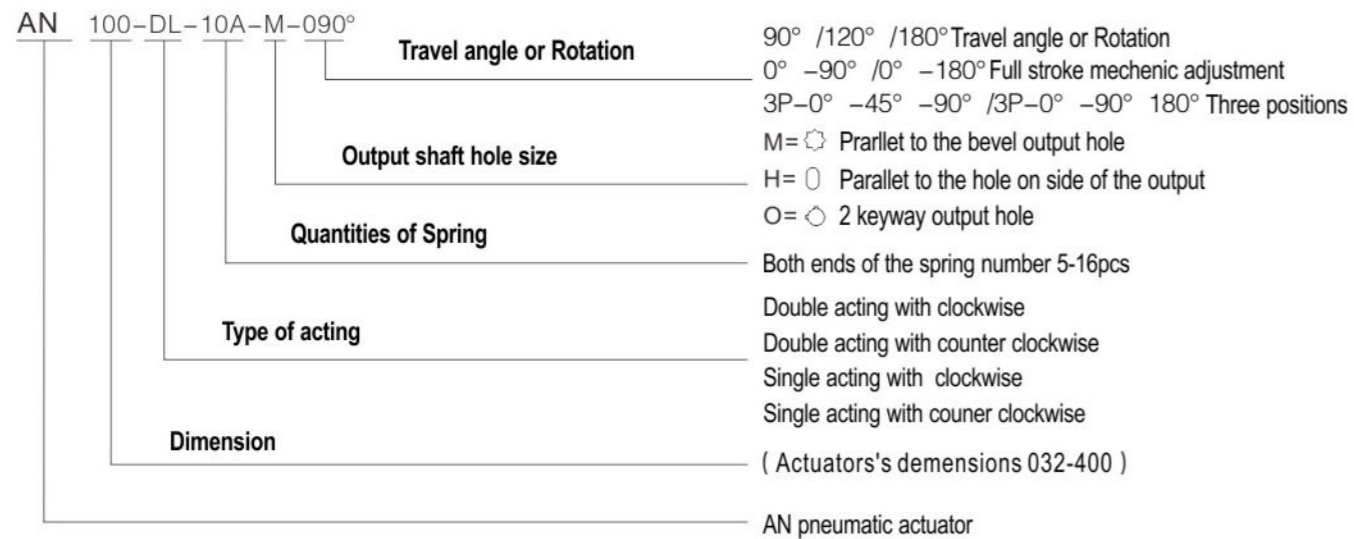 AN 100-DL-10A-M-090°
Travel angle or Rotation
90° /120° /180° Travel angle or Rotation
0° -90° /0° -180° Full stroke mechenic adjustment
3P-0° -45° -90° /3P-0° -90° 180° Three positions
Output shaft hole size
M= Prarllet to the bevel output hole
H= Parallet to the hole on side of the output
O= 2 keyway output hole
Quantities of Spring
Both ends of the spring number 5-16pcs
Type of acting
Double acting with clockwise
Double acting with counter clockwise
Single acting with clockwise
Single acting with couner clockwise
Dimension
( Actuators's demensions 032-400 )
AN pneumatic actuator